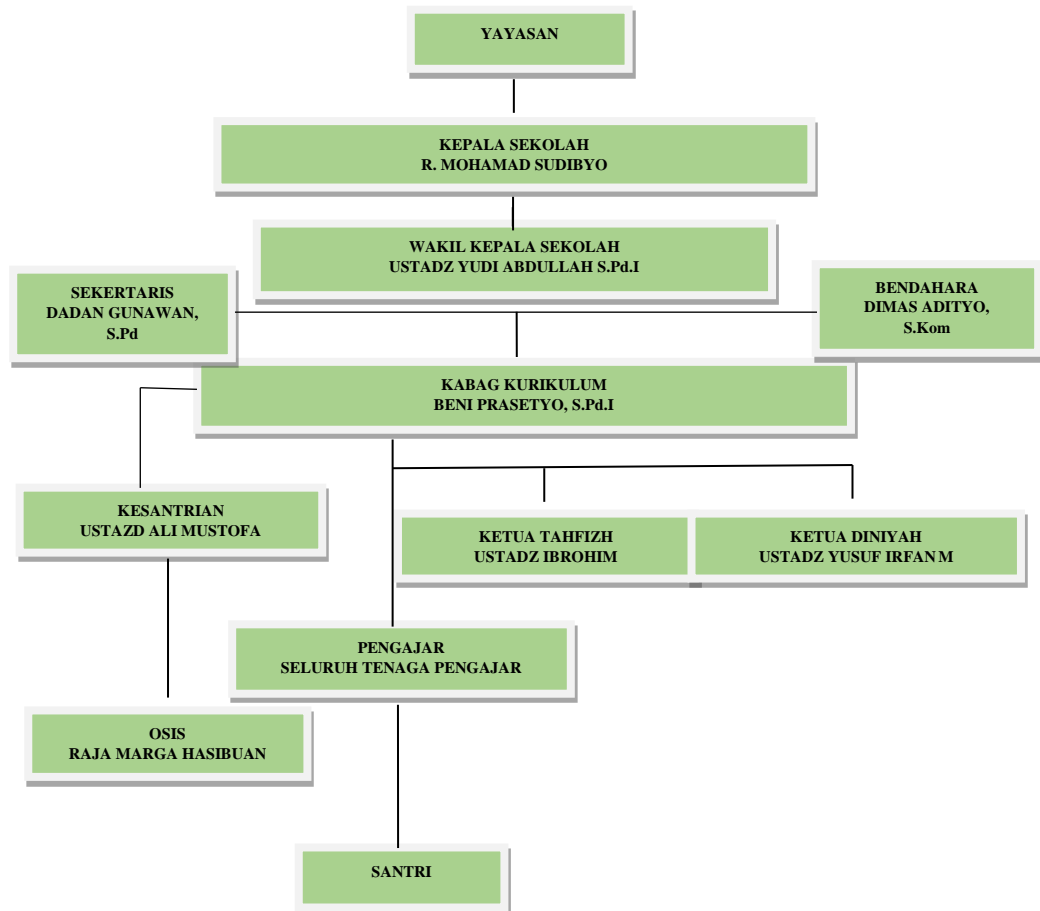 YAYASAN
KEPALA SEKOLAH
R. MOHAMAD SUDIBYO
WAKIL KEPALA SEKOLAH
USTADZ YUDI ABDULLAH S.Pd.I
SEKERTARIS
DADAN GUNAWAN,
S.Pd
BENDAHARA
DIMAS ADITYO,
S.Kom
KABAG KURIKULUM
BENI PRASETYO, S.Pd.I
KESANTRIAN
USTAZD ALI MUSTOFA
KETUA TAHFIZH
USTADZ IBROHIM
KETUA DINIYAH
USTADZ YUSUF IRFAN M
PENGAJAR
SELURUH TENAGA PENGAJAR
OSIS
RAJA MARGA HASIBUAN
SANTRI